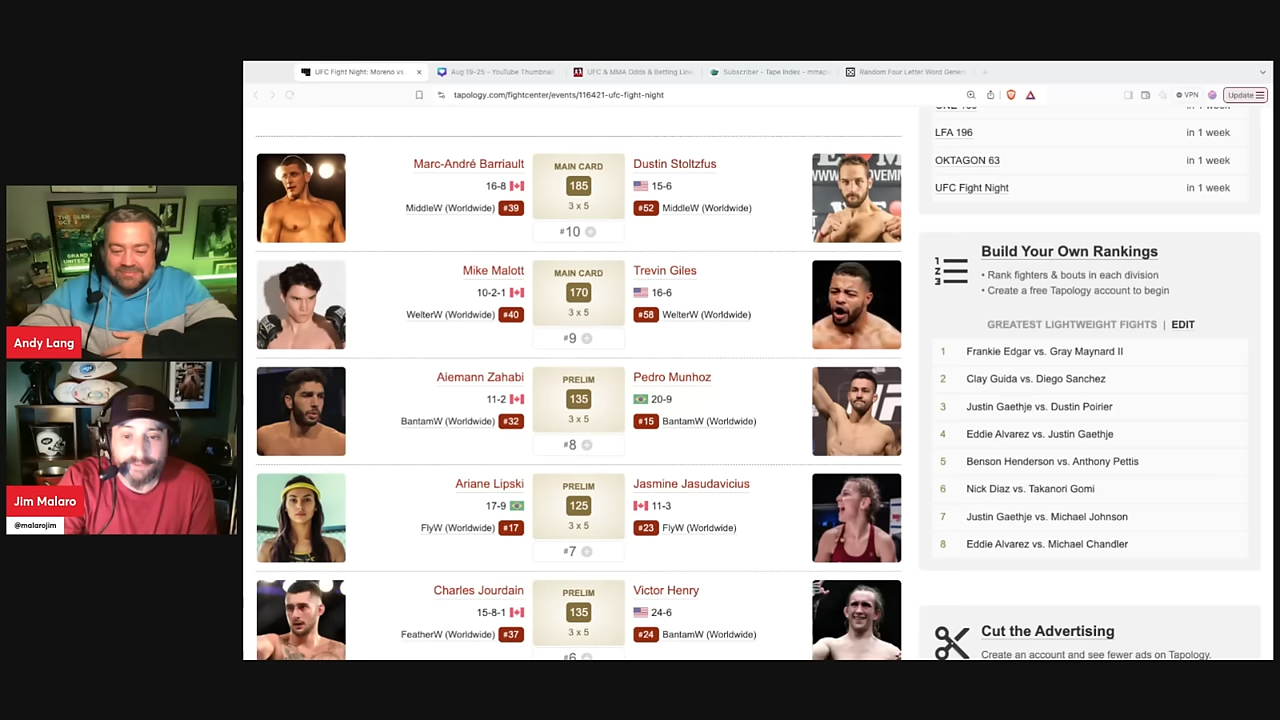 UFC Fight Night: Moreno vs.
Aug 19-25 – YouTube Thumbnail
UFC & MMA Odds & Betting Line
Subscriber - Tape Index - mmap
Random Four Letter Word Gener
tapology.com/fightcenter/events/116421-ufc-fight-night
VPN
Update
Marc-André Barriault
16-8
MiddleW (Worldwide) #39
MAIN CARD
185
3 x 5
#10
Dustin Stoltzfus
15-6
#52 MiddleW (Worldwide)
Mike Malott
10-2-1
WelterW (Worldwide) #40
MAIN CARD
170
3 x 5
#9
Trevin Giles
16-6
#58 WelterW (Worldwide)
Aiemann Zahabi
11-2
BantamW (Worldwide) #32
PRELIM
135
3 x 5
#8
Pedro Munhoz
20-9
#15 BantamW (Worldwide)
Ariane Lipski
17-9
FlyW (Worldwide) #17
PRELIM
125
3 x 5
#7
Jasmine Jasudavicius
11-3
#23 FlyW (Worldwide)
Charles Jourdain
15-8-1
FeatherW (Worldwide) #37
PRELIM
135
3 x 5
Victor Henry
24-6
#24 BantamW (Worldwide)
LFA 196 in 1 week
OKTAGON 63 in 1 week
UFC Fight Night in 1 week
Build Your Own Rankings
• Rank fighters & bouts in each division
• Create a free Tapology account to begin
GREATEST LIGHTWEIGHT FIGHTS | EDIT
1 Frankie Edgar vs. Gray Maynard II
2 Clay Guida vs. Diego Sanchez
3 Justin Gaethje vs. Dustin Poirier
4 Eddie Alvarez vs. Justin Gaethje
5 Benson Henderson vs. Anthony Pettis
6 Nick Diaz vs. Takanori Gomi
7 Justin Gaethje vs. Michael Johnson
8 Eddie Alvarez vs. Michael Chandler
Cut the Advertising
Create an account and see fewer ads on Tapology.
Andy Lang
Jim Malaro
@malarojim